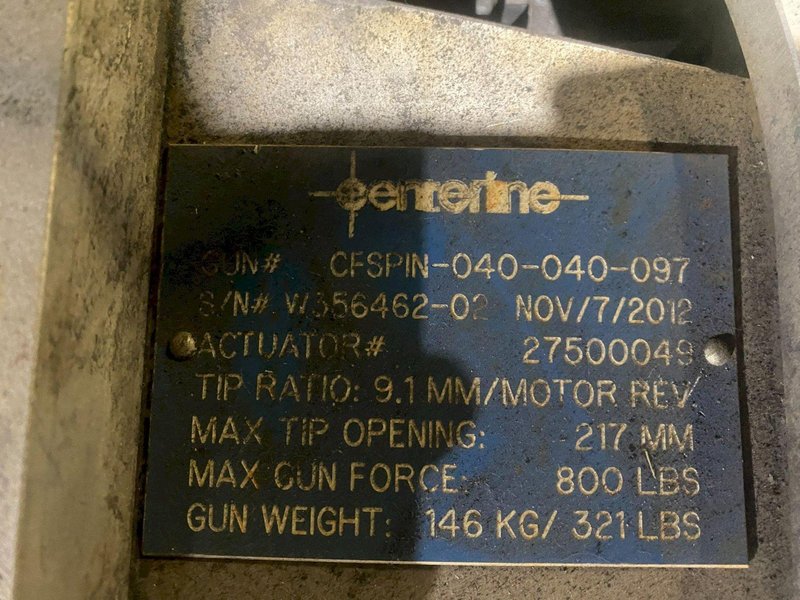 centerline
GUN# CFSPIN-040-040-097
S/N# W356462-02 NOV/7/2012
ACTUATOR# 27500049
TIP RATIO: 9.1 MM/MOTOR REV
MAX TIP OPENING: 217 MM
MAX GUN FORCE: 800 LBS
GUN WEIGHT: 146 KG/ 321 LBS